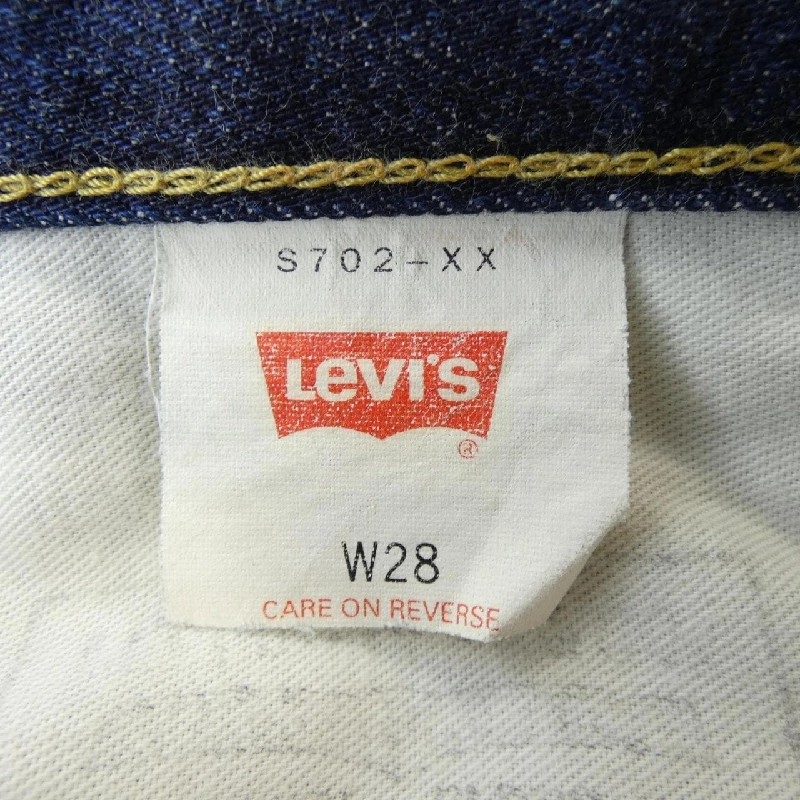 S702-XX
Levi's
®
W28
CARE ON REVERSE